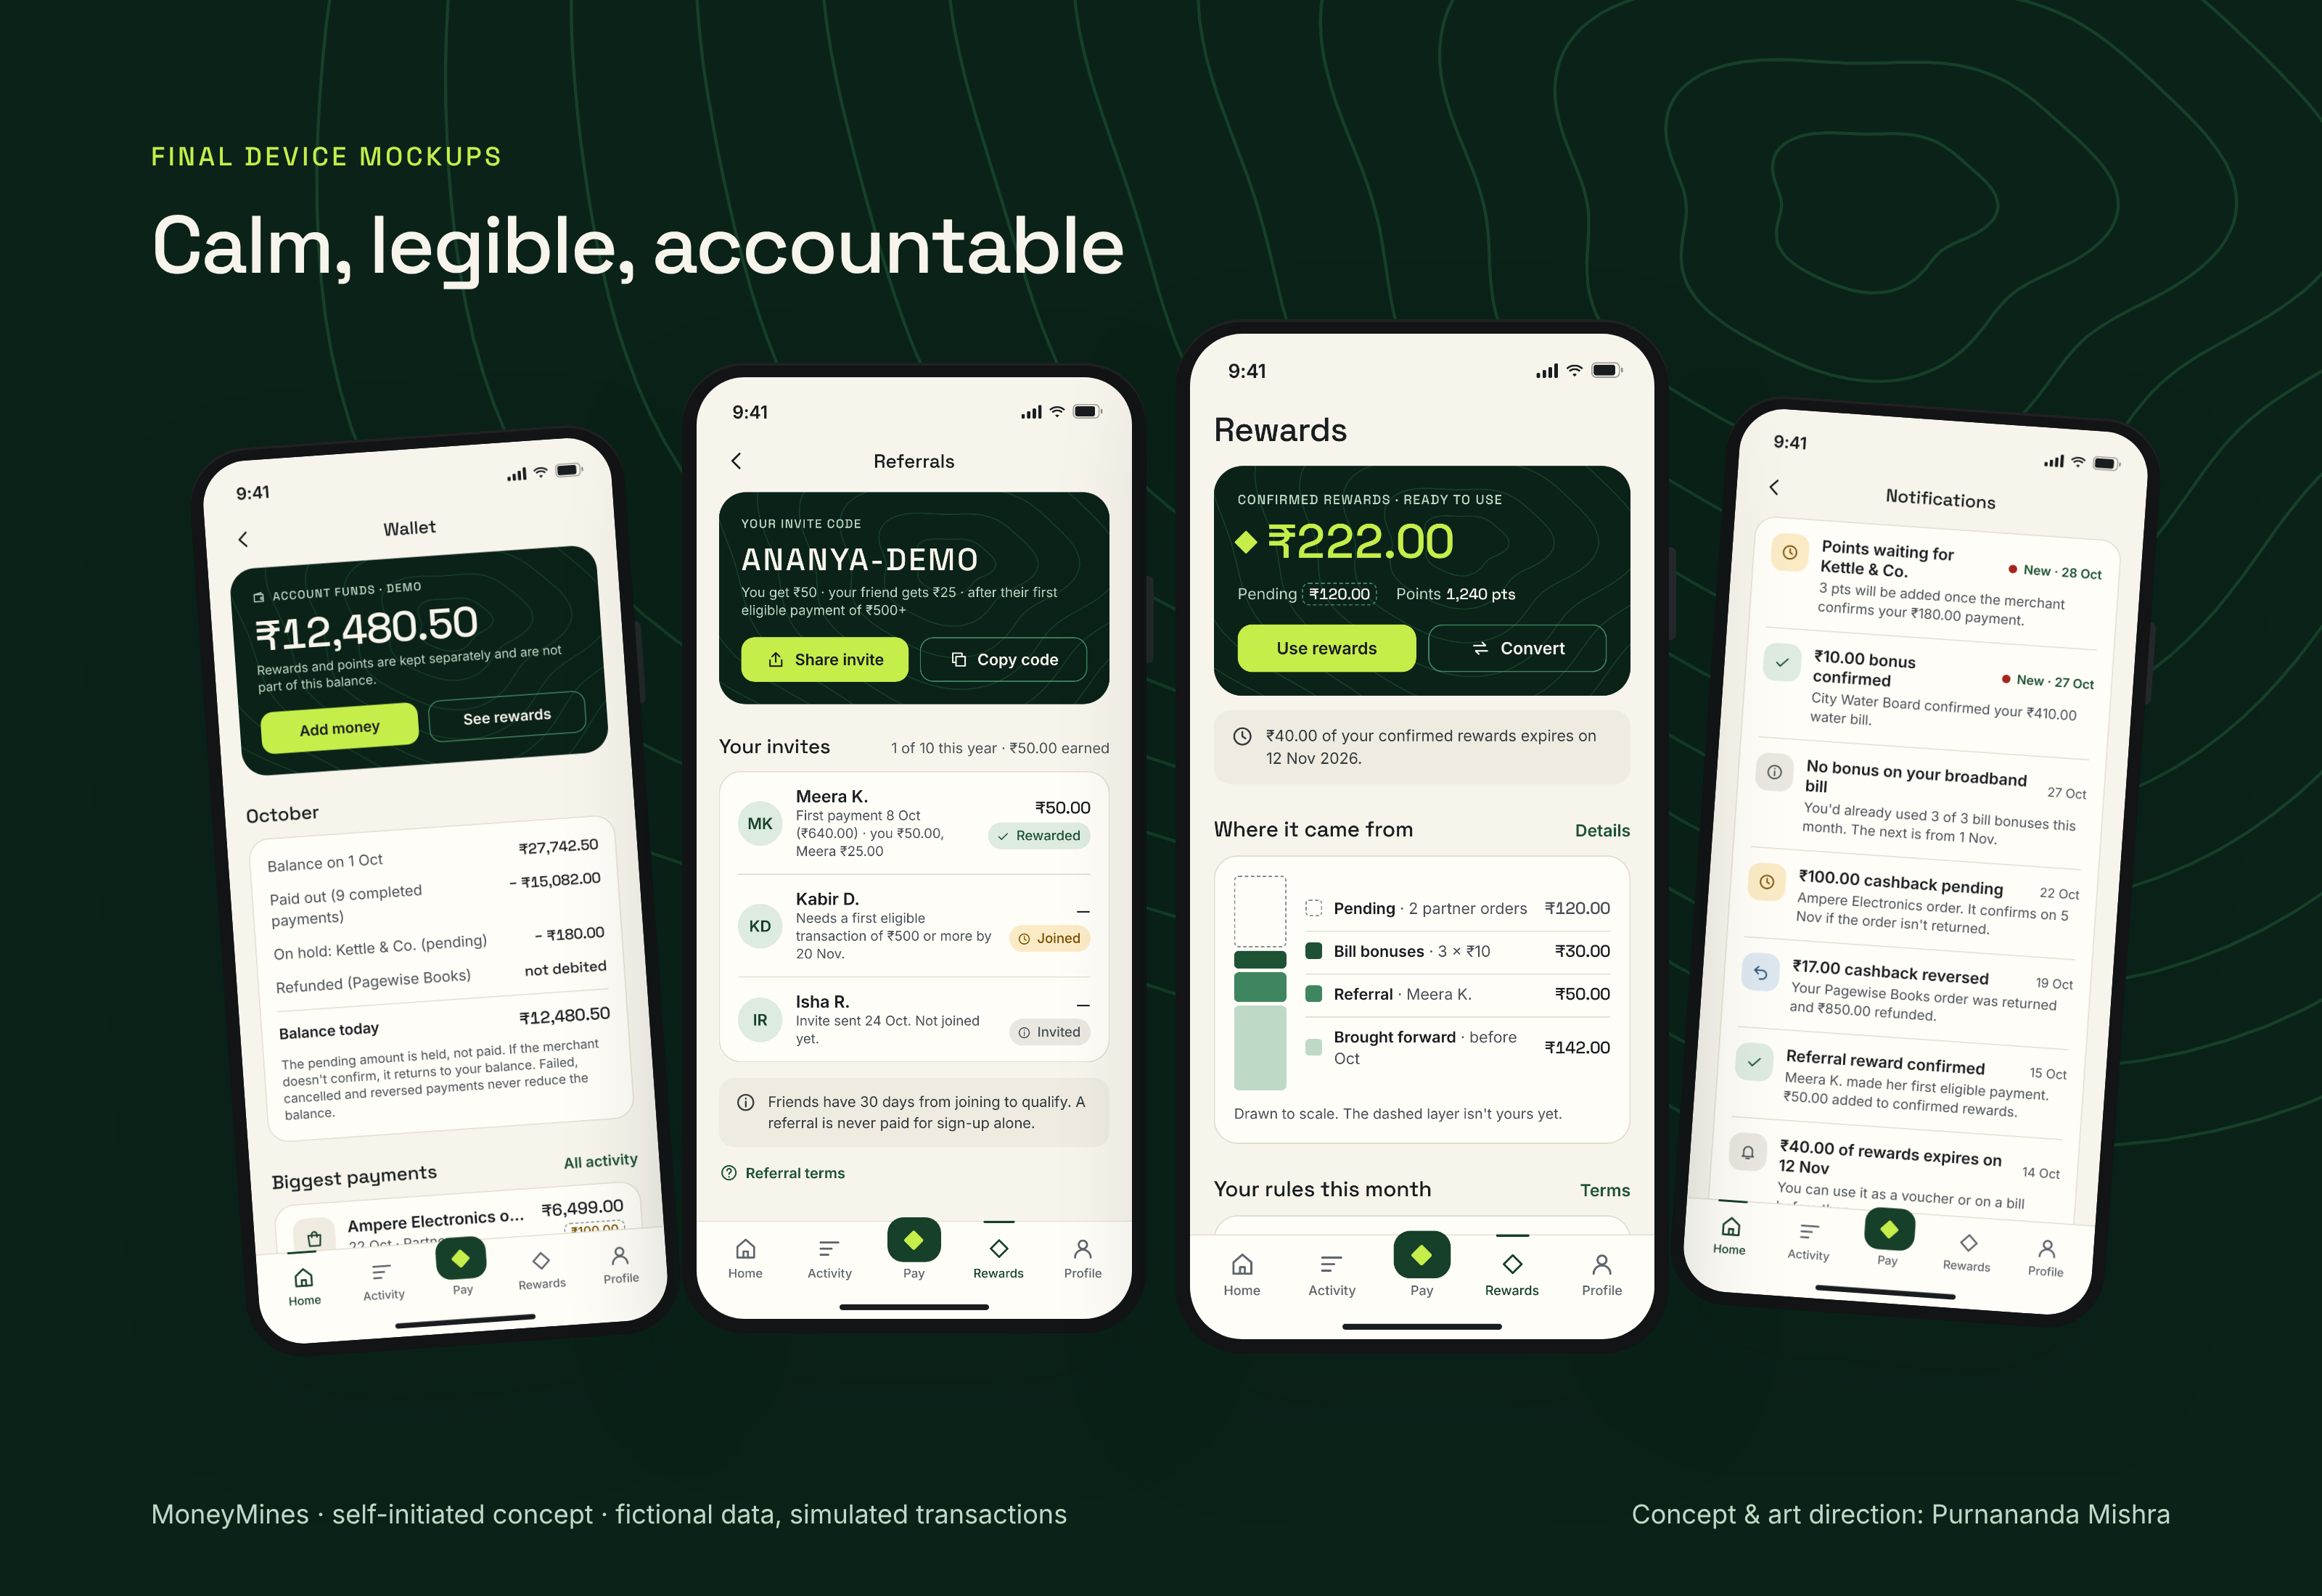 FINAL DEVICE MOCKUPS
Calm, legible, accountable
9:41
Wallet
ACCOUNT FUNDS · DEMO
₹12,480.50
Rewards and points are kept separately and are not
part of this balance.
Add money
See rewards
October
Balance on 1 Oct
₹27,742.50
Paid out (9 completed
payments)
− ₹15,082.00
On hold: Kettle & Co. (pending)
− ₹180.00
Refunded (Pagewise Books)
not debited
Balance today
₹12,480.50
The pending amount is held, not paid. If the merchant
doesn't confirm, it returns to your balance. Failed,
cancelled and reversed payments never reduce the
balance.
Biggest payments
All activity
Ampere Electronics o...
₹6,499.00
22 Oct · Partne
₹100.00
Home
Activity
Pay
Rewards
Profile
9:41
Referrals
YOUR INVITE CODE
ANANYA-DEMO
You get ₹50 · your friend gets ₹25 · after their first
eligible payment of ₹500+
Share invite
Copy code
Your invites
1 of 10 this year · ₹50.00 earned
MK
Meera K.
First payment 8 Oct
(₹640.00) · you ₹50.00,
Meera ₹25.00
₹50.00
Rewarded
KD
Kabir D.
Needs a first eligible
transaction of ₹500 or more by
20 Nov.
—
Joined
IR
Isha R.
Invite sent 24 Oct. Not joined
yet.
—
Invited
Friends have 30 days from joining to qualify. A
referral is never paid for sign-up alone.
Referral terms
Home
Activity
Pay
Rewards
Profile
9:41
Rewards
CONFIRMED REWARDS · READY TO USE
₹222.00
Pending ₹120.00 Points 1,240 pts
Use rewards
Convert
₹40.00 of your confirmed rewards expires on
12 Nov 2026.
Where it came from
Details
Pending · 2 partner orders
₹120.00
Bill bonuses · 3 × ₹10
₹30.00
Referral · Meera K.
₹50.00
Brought forward · before
Oct
₹142.00
Drawn to scale. The dashed layer isn't yours yet.
Your rules this month
Terms
Home
Activity
Pay
Rewards
Profile
9:41
Notifications
Points waiting for
Kettle & Co.
New · 28 Oct
3 pts will be added once the merchant
confirms your ₹180.00 payment.
₹10.00 bonus
confirmed
New · 27 Oct
City Water Board confirmed your ₹410.00
water bill.
No bonus on your broadband
bill
27 Oct
You'd already used 3 of 3 bill bonuses this
month. The next is from 1 Nov.
₹100.00 cashback pending
22 Oct
Ampere Electronics order. It confirms on 5
Nov if the order isn't returned.
₹17.00 cashback reversed
19 Oct
Your Pagewise Books order was returned
and ₹850.00 refunded.
Referral reward confirmed
15 Oct
Meera K. made her first eligible payment.
₹50.00 added to confirmed rewards.
₹40.00 of rewards expires on
12 Nov
14 Oct
You can use it as a voucher or on a bill
Home
Activity
Pay
Rewards
Profile
MoneyMines · self-initiated concept · fictional data, simulated transactions
Concept & art direction: Purnananda Mishra